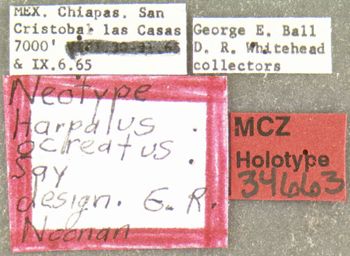 MEX. Chiapas. San
Cristobal las Casas
7000'
& IX.6.65
George E. Ball
D. R. Whitehead
collectors
Neotype
Harpalus
ocreatus
Say
design. G. R.
Noonan
MCZ
Holotype
34663